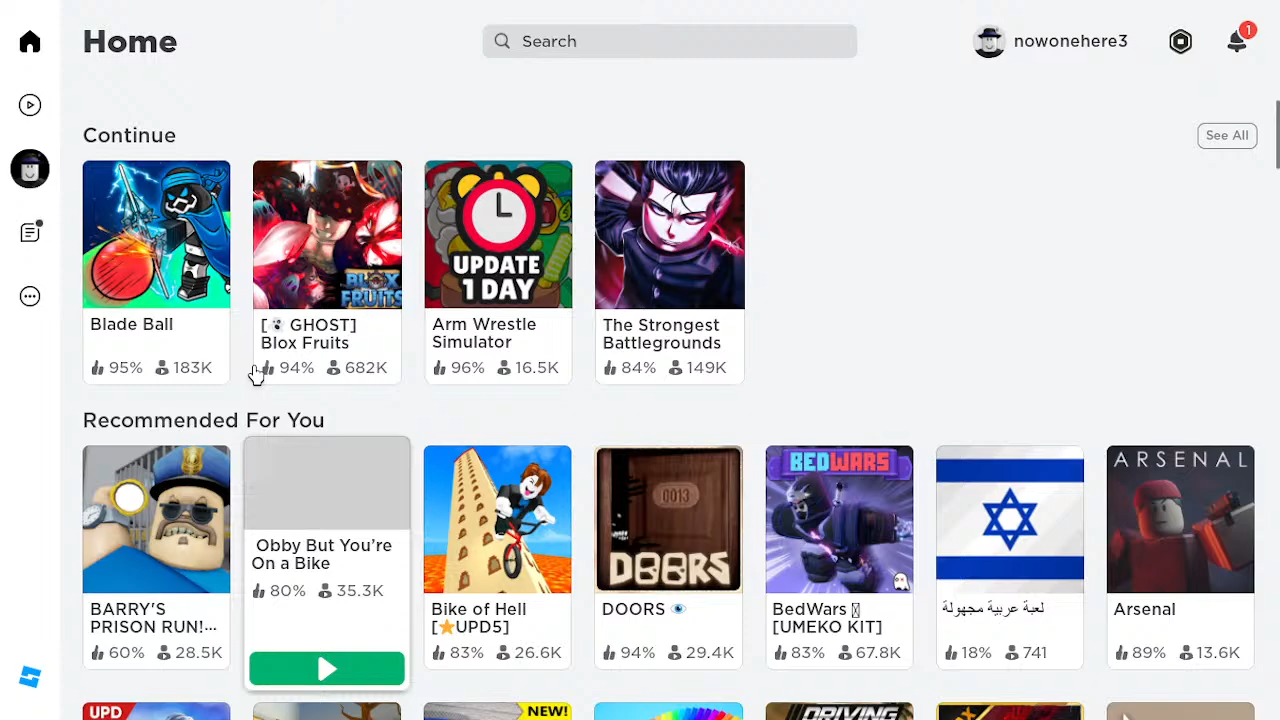 Home
Search
nowonehere3
1
Continue
See All
UPDATE
1 DAY
BLOX
FRUITS
Blade Ball
[👻 GHOST]
Blox Fruits
Arm Wrestle
Simulator
The Strongest
Battlegrounds
95% 183K
94% 682K
96% 16.5K
84% 149K
Recommended For You
0013
DOORS
BEDWARS
ARSENAL
BARRY'S
PRISON RUN!...
60% 28.5K
Obby But You're
On a Bike
80% 35.3K
Bike of Hell
[⭐UPD5]
83% 26.6K
DOORS 👁️
94% 29.4K
BedWars
[UMEKO KIT]
83% 67.8K
لعبة عربية مجهولة
18% 741
Arsenal
89% 13.6K
UPD
NEW!
DRIVING